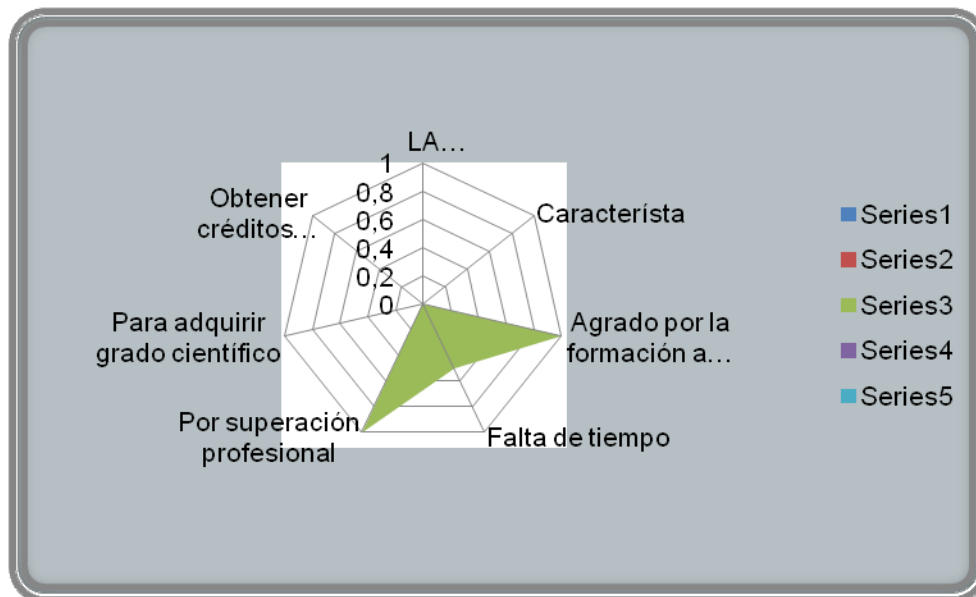 LA...
Característa
Agrado por la
formación a...
Falta de tiempo
Por superación
profesional
Para adquirir
grado científico
Obtener
créditos...
1
0,8
0,6
0,4
0,2
0
Series1
Series2
Series3
Series4
Series5